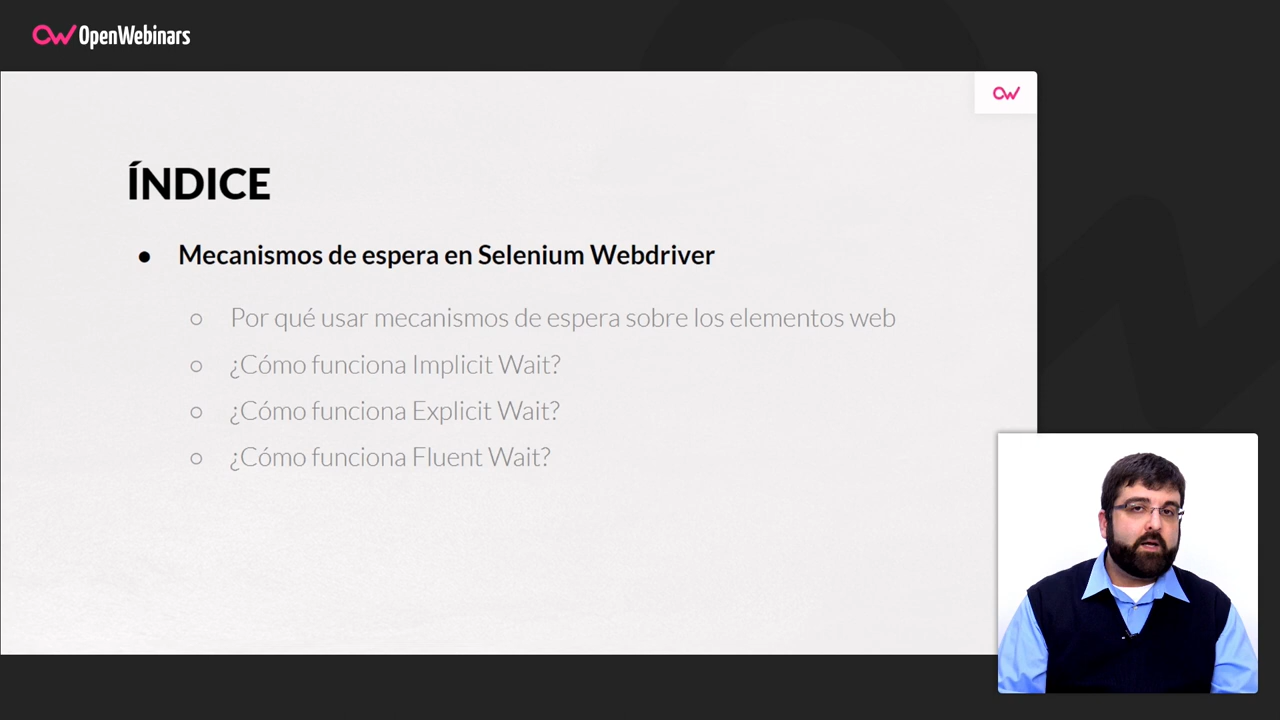 OpenWebinars
ÍNDICE
● Mecanismos de espera en Selenium Webdriver
○ Por qué usar mecanismos de espera sobre los elementos web
○ ¿Cómo funciona Implicit Wait?
○ ¿Cómo funciona Explicit Wait?
○ ¿Cómo funciona Fluent Wait?